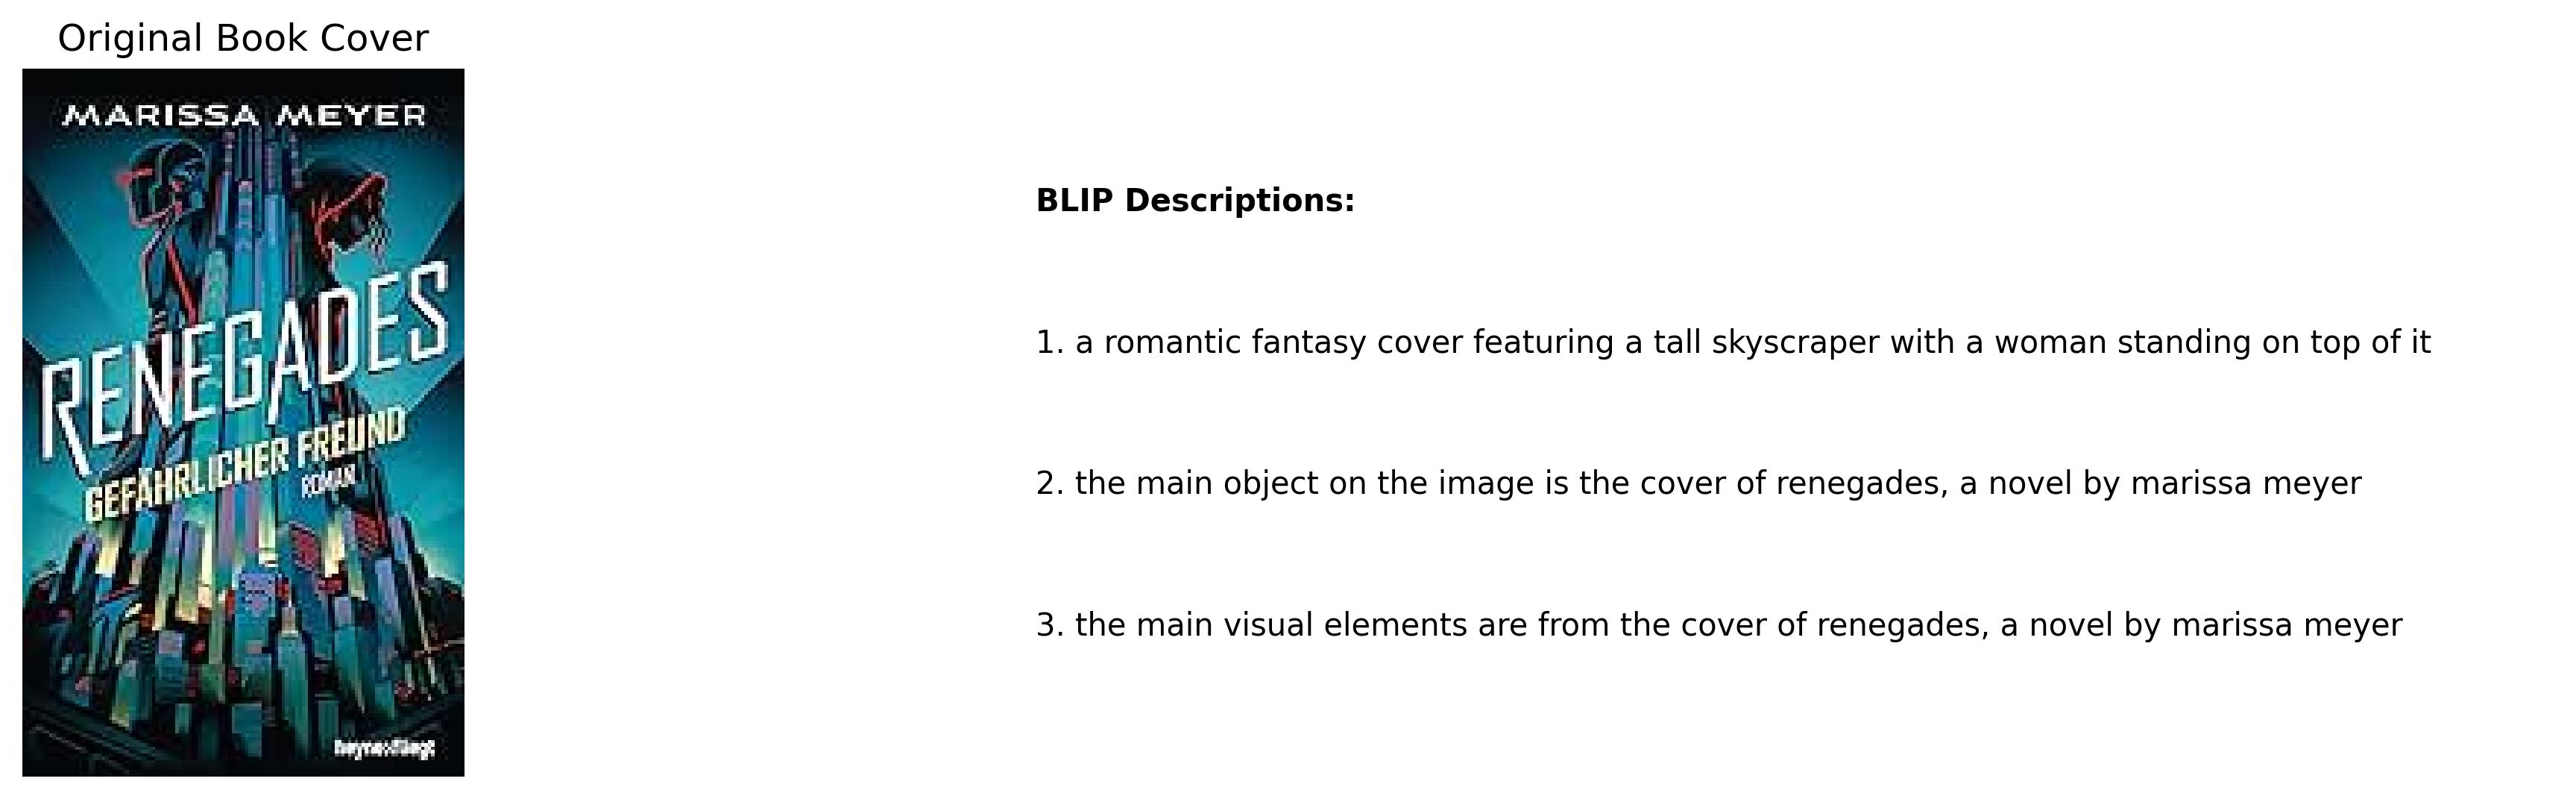 Original Book Cover
MARISSA MEYER
RENEGADES
GEFÄHRLICHER FREUND
ROMAN
BLIP Descriptions:
1. a romantic fantasy cover featuring a tall skyscraper with a woman standing on top of it
2. the main object on the image is the cover of renegades, a novel by marissa meyer
3. the main visual elements are from the cover of renegades, a novel by marissa meyer